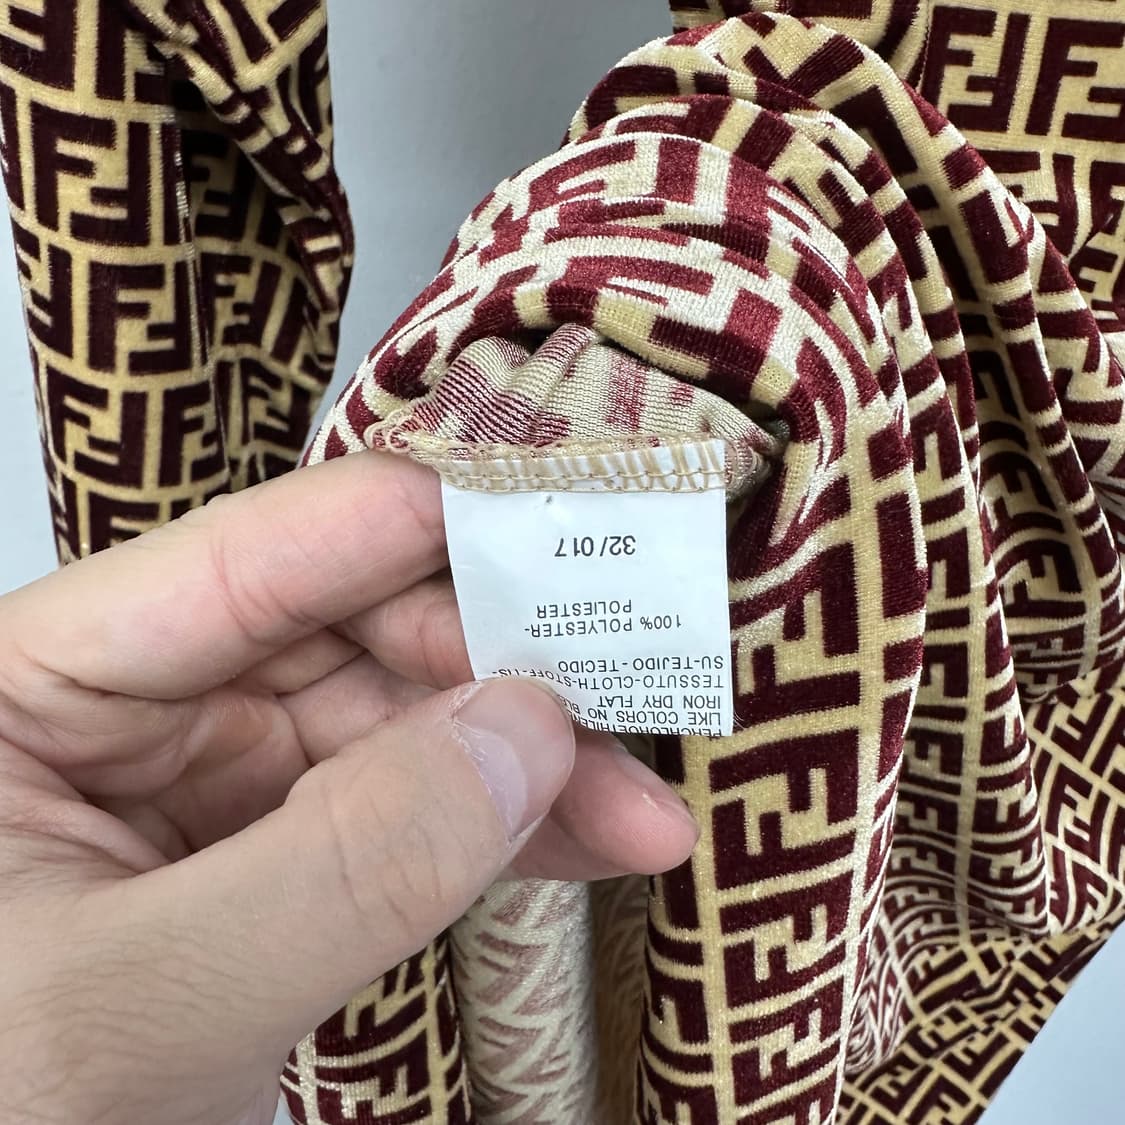 LIKE COLORS NO
IRON DRY FLAT
TESSUTO-CLOTH-STOFF-TIS-
SU-TEJIDO-TECIDO
100% POLYESTER-
POLIESTER
32/017